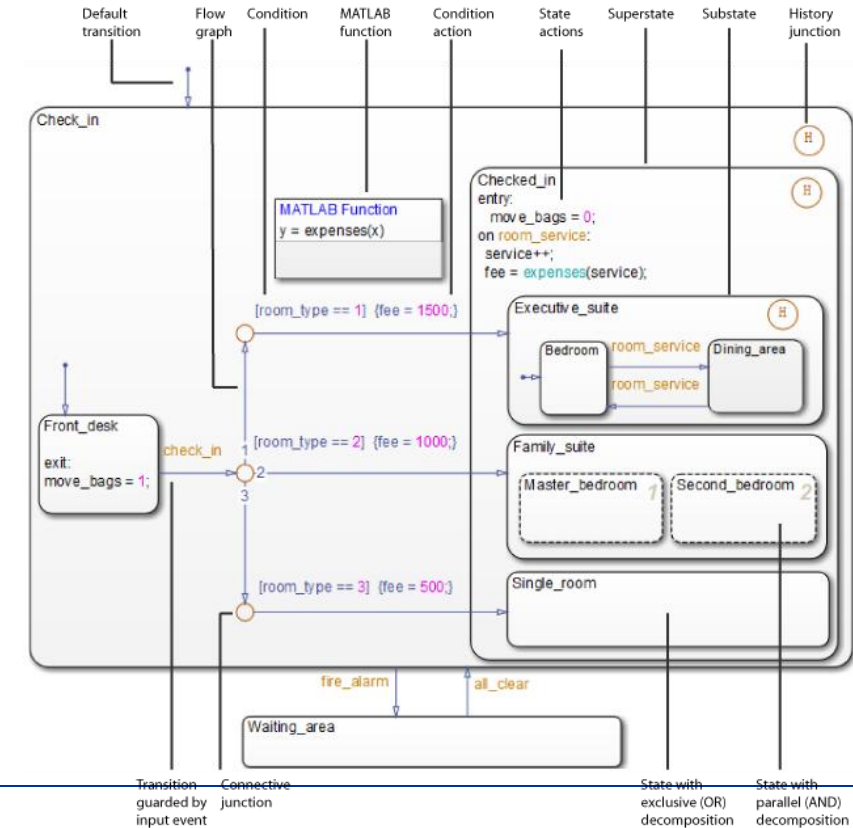 Default
transition
Flow
graph
Condition
MATLAB
function
Condition
action
State
actions
Superstate
Substate
History
junction
Check_in
H
Checked_in
entry:
move_bags = 0;
on room_service:
service++;
fee = expenses(service);
H
MATLAB Function
y = expenses(x)
[room_type == 1] {fee = 1500;}
Executive_suite
H
Bedroom
room_service
Dining_area
room_service
Front_desk
exit:
move_bags = 1;
check_in
1
2
3
[room_type == 2] {fee = 1000;}
Family_suite
Master_bedroom
1
Second_bedroom
2
[room_type == 3] {fee = 500;}
Single_room
fire_alarm
all_clear
Waiting_area
Transition
guarded by
input event
Connective
junction
State with
exclusive (OR)
decomposition
State with
parallel (AND)
decomposition